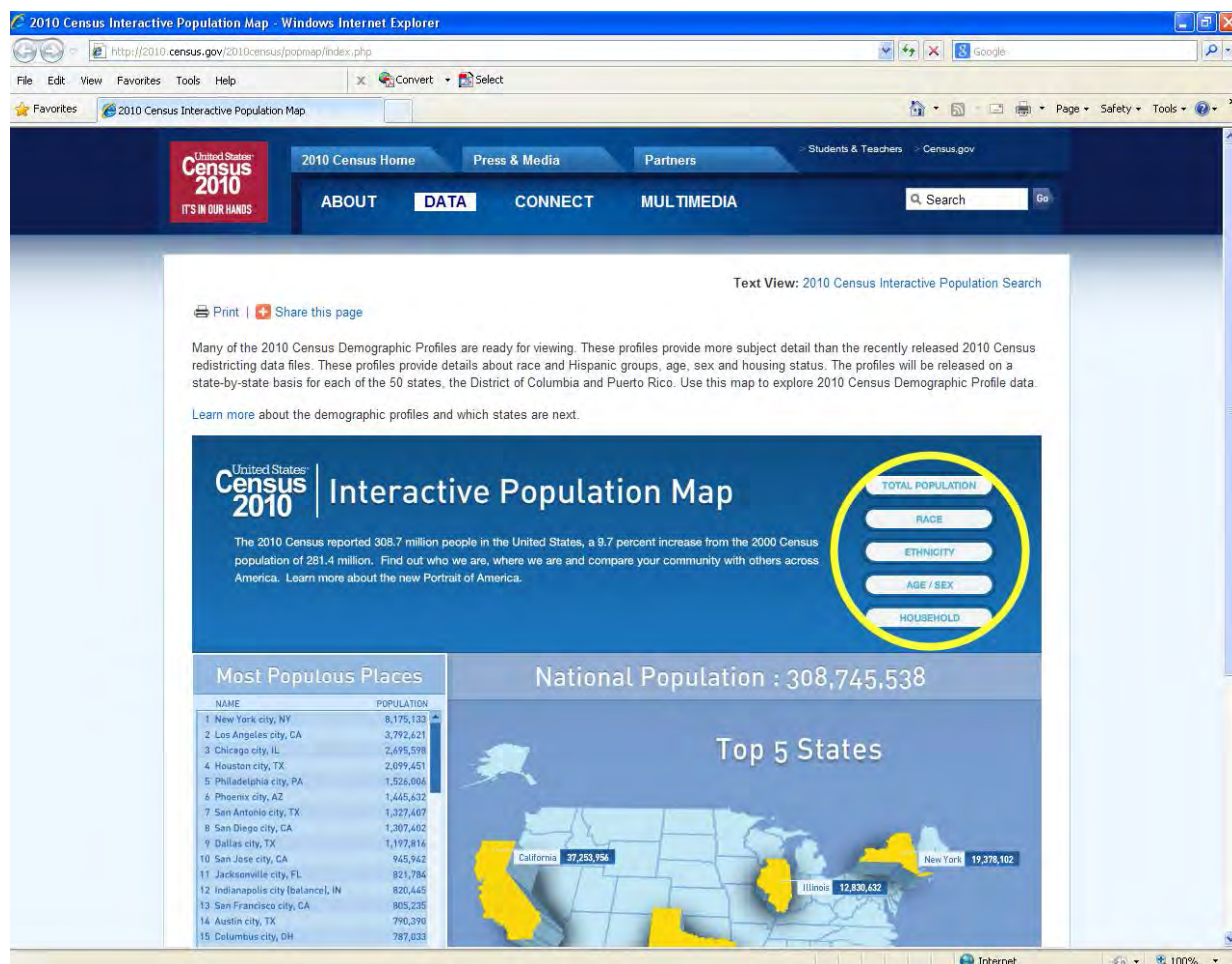 2010 Census Interactive Population Map - Windows Internet Explorer
http://2010.census.gov/2010census/popmap/index.php
Google
File Edit View Favorites Tools Help
Convert Select
Favorites
2010 Census Interactive Population Map
Page Safety Tools
United States Census 2010 IT'S IN OUR HANDS
2010 Census Home Press & Media Partners
> Students & Teachers > Census.gov
ABOUT DATA CONNECT MULTIMEDIA
Search Go
Text View: 2010 Census Interactive Population Search
Print | Share this page
Many of the 2010 Census Demographic Profiles are ready for viewing. These profiles provide more subject detail than the recently released 2010 Census
redistricting data files. These profiles provide details about race and Hispanic groups, age, sex and housing status. The profiles will be released on a
state-by-state basis for each of the 50 states, the District of Columbia and Puerto Rico. Use this map to explore 2010 Census Demographic Profile data.
Learn more about the demographic profiles and which states are next.
United States Census 2010
Interactive Population Map
The 2010 Census reported 308.7 million people in the United States, a 9.7 percent increase from the 2000 Census
population of 281.4 million. Find out who we are, where we are and compare your community with others across
America. Learn more about the new Portrait of America.
TOTAL POPULATION
RACE
ETHNICITY
AGE / SEX
HOUSEHOLD
Most Populous Places
NAME POPULATION
1 New York city, NY 8,175,133
2 Los Angeles city, CA 3,792,621
3 Chicago city, IL 2,695,598
4 Houston city, TX 2,099,451
5 Philadelphia city, PA 1,526,006
6 Phoenix city, AZ 1,445,632
7 San Antonio city, TX 1,327,407
8 San Diego city, CA 1,307,402
9 Dallas city, TX 1,197,816
10 San Jose city, CA 945,942
11 Jacksonville city, FL 821,784
12 Indianapolis city (balance), IN 820,445
13 San Francisco city, CA 805,235
14 Austin city, TX 790,390
15 Columbus city, OH 787,033
National Population : 308,745,538
Top 5 States
California 37,253,956
New York 19,378,102
Illinois 12,830,632
Internet
100%